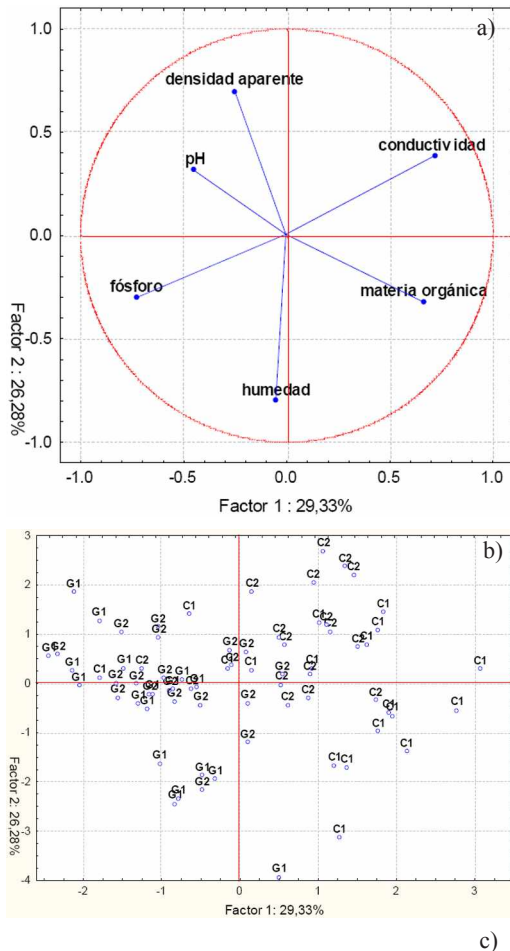 a)
1.0
densidad aparente
0.5
conductividad
pH
0.0
fósforo
materia orgánica
-0.5
humedad
-1.0
Factor 2 : 26,28%
-1.0 -0.5 0.0 0.5 1.0
Factor 1 : 29,33%
b)
3
C2
C2
C2
C2
2
G1
C2
C1
C1
G1
C1
C2
C1
C2
C1
1
G2
G2
C2
C2
C1
G2
G2
C2
G1
G2
G2
C1
G1
G1
C2
C1
C1
C2
C1
0
G1
C1
G2
G2
G2
G1
C1
C2
G2
G1
G2
G2
G2
C2
C2
C2
C1
C1
C1
G1
G1
C1
-1
G2
C1
G1
C1
C1
-2
G1
G2
G1
G1
-3
C1
-4
G1
Factor 2: 26,28%
-2 -1 0 1 2 3
Factor 1: 29,33%
c)